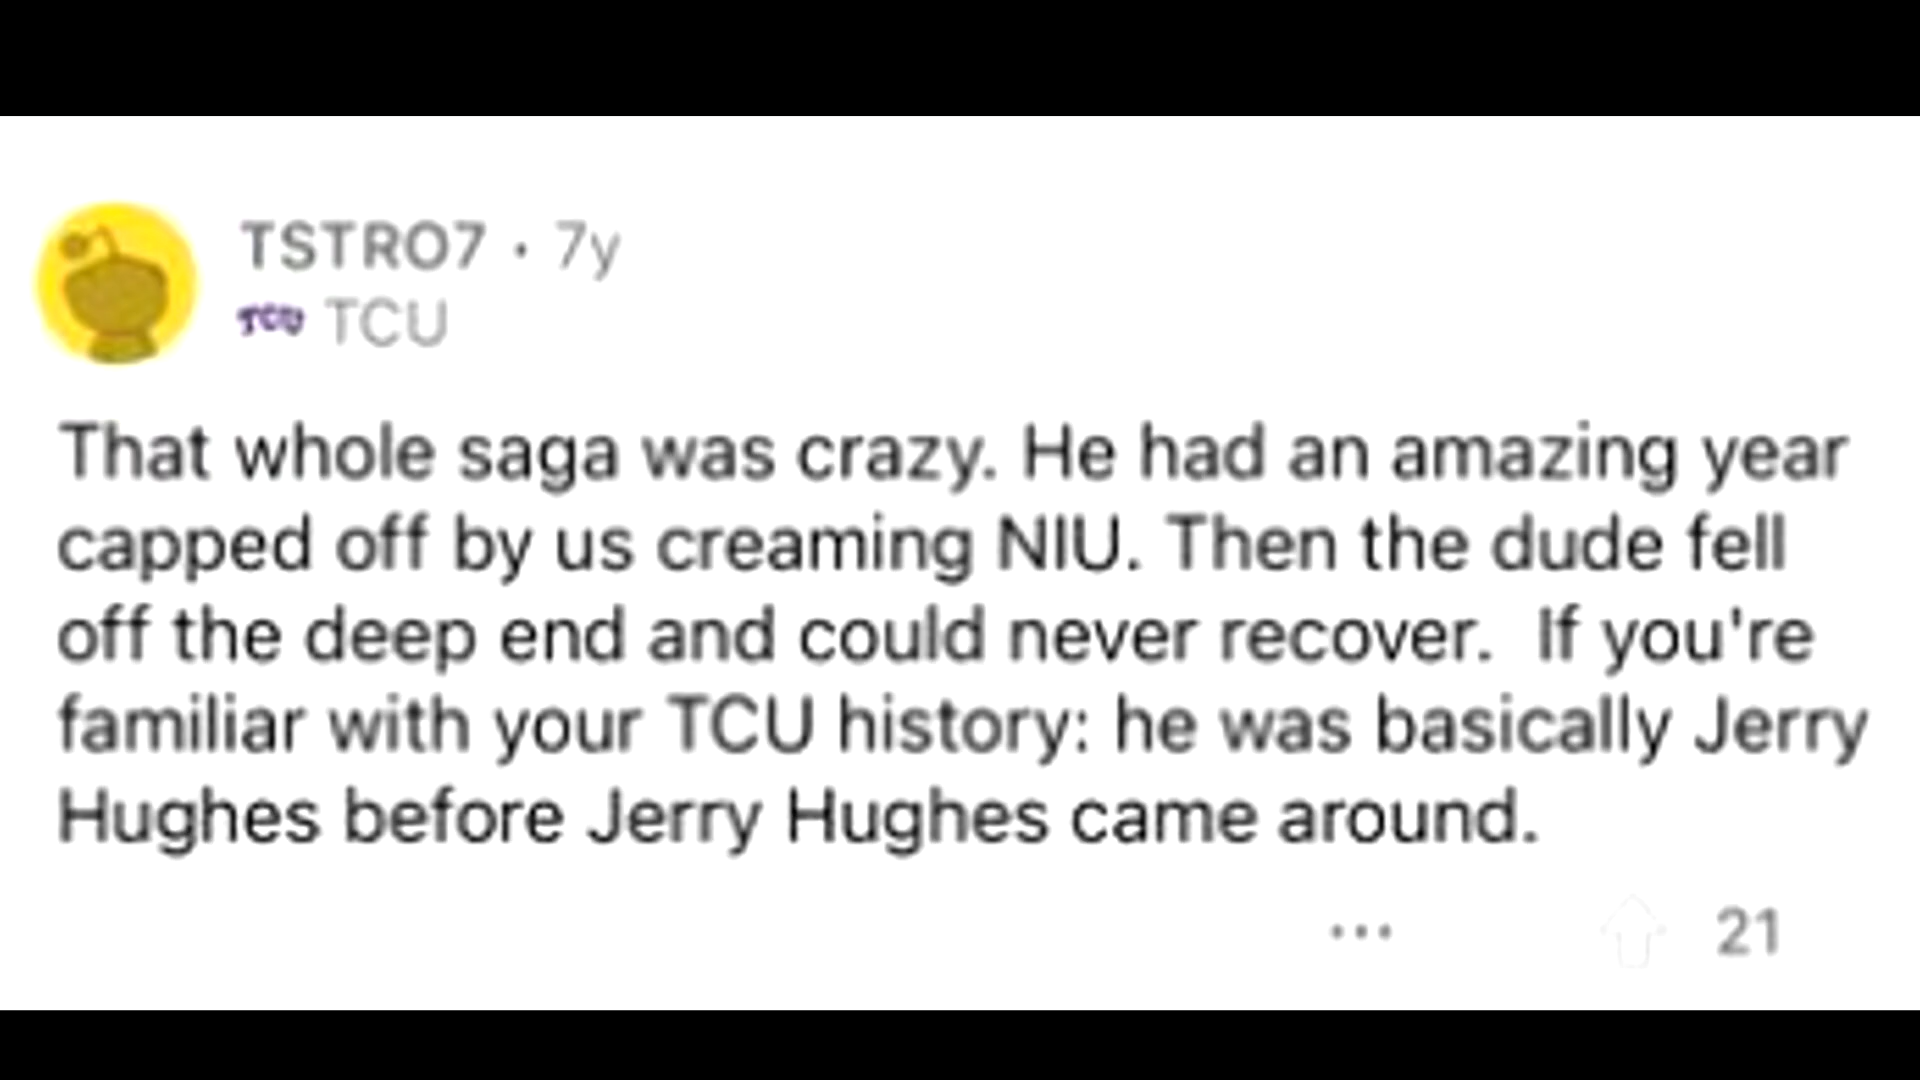 TSTRO7 · 7y
TCU TCU
That whole saga was crazy. He had an amazing year
capped off by us creaming NIU. Then the dude fell
off the deep end and could never recover.  If you're
familiar with your TCU history: he was basically Jerry
Hughes before Jerry Hughes came around.
... 21